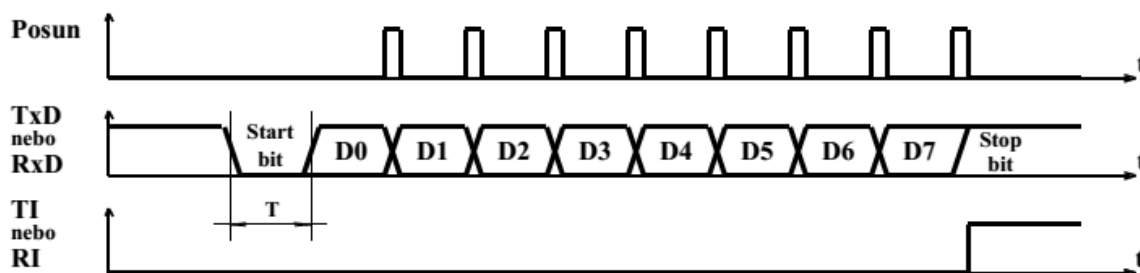 Posun
t
TxD
nebo
RxD
Start
bit
D0 D1 D2 D3 D4 D5 D6 D7
Stop
bit
t
T
TI
nebo
RI
t